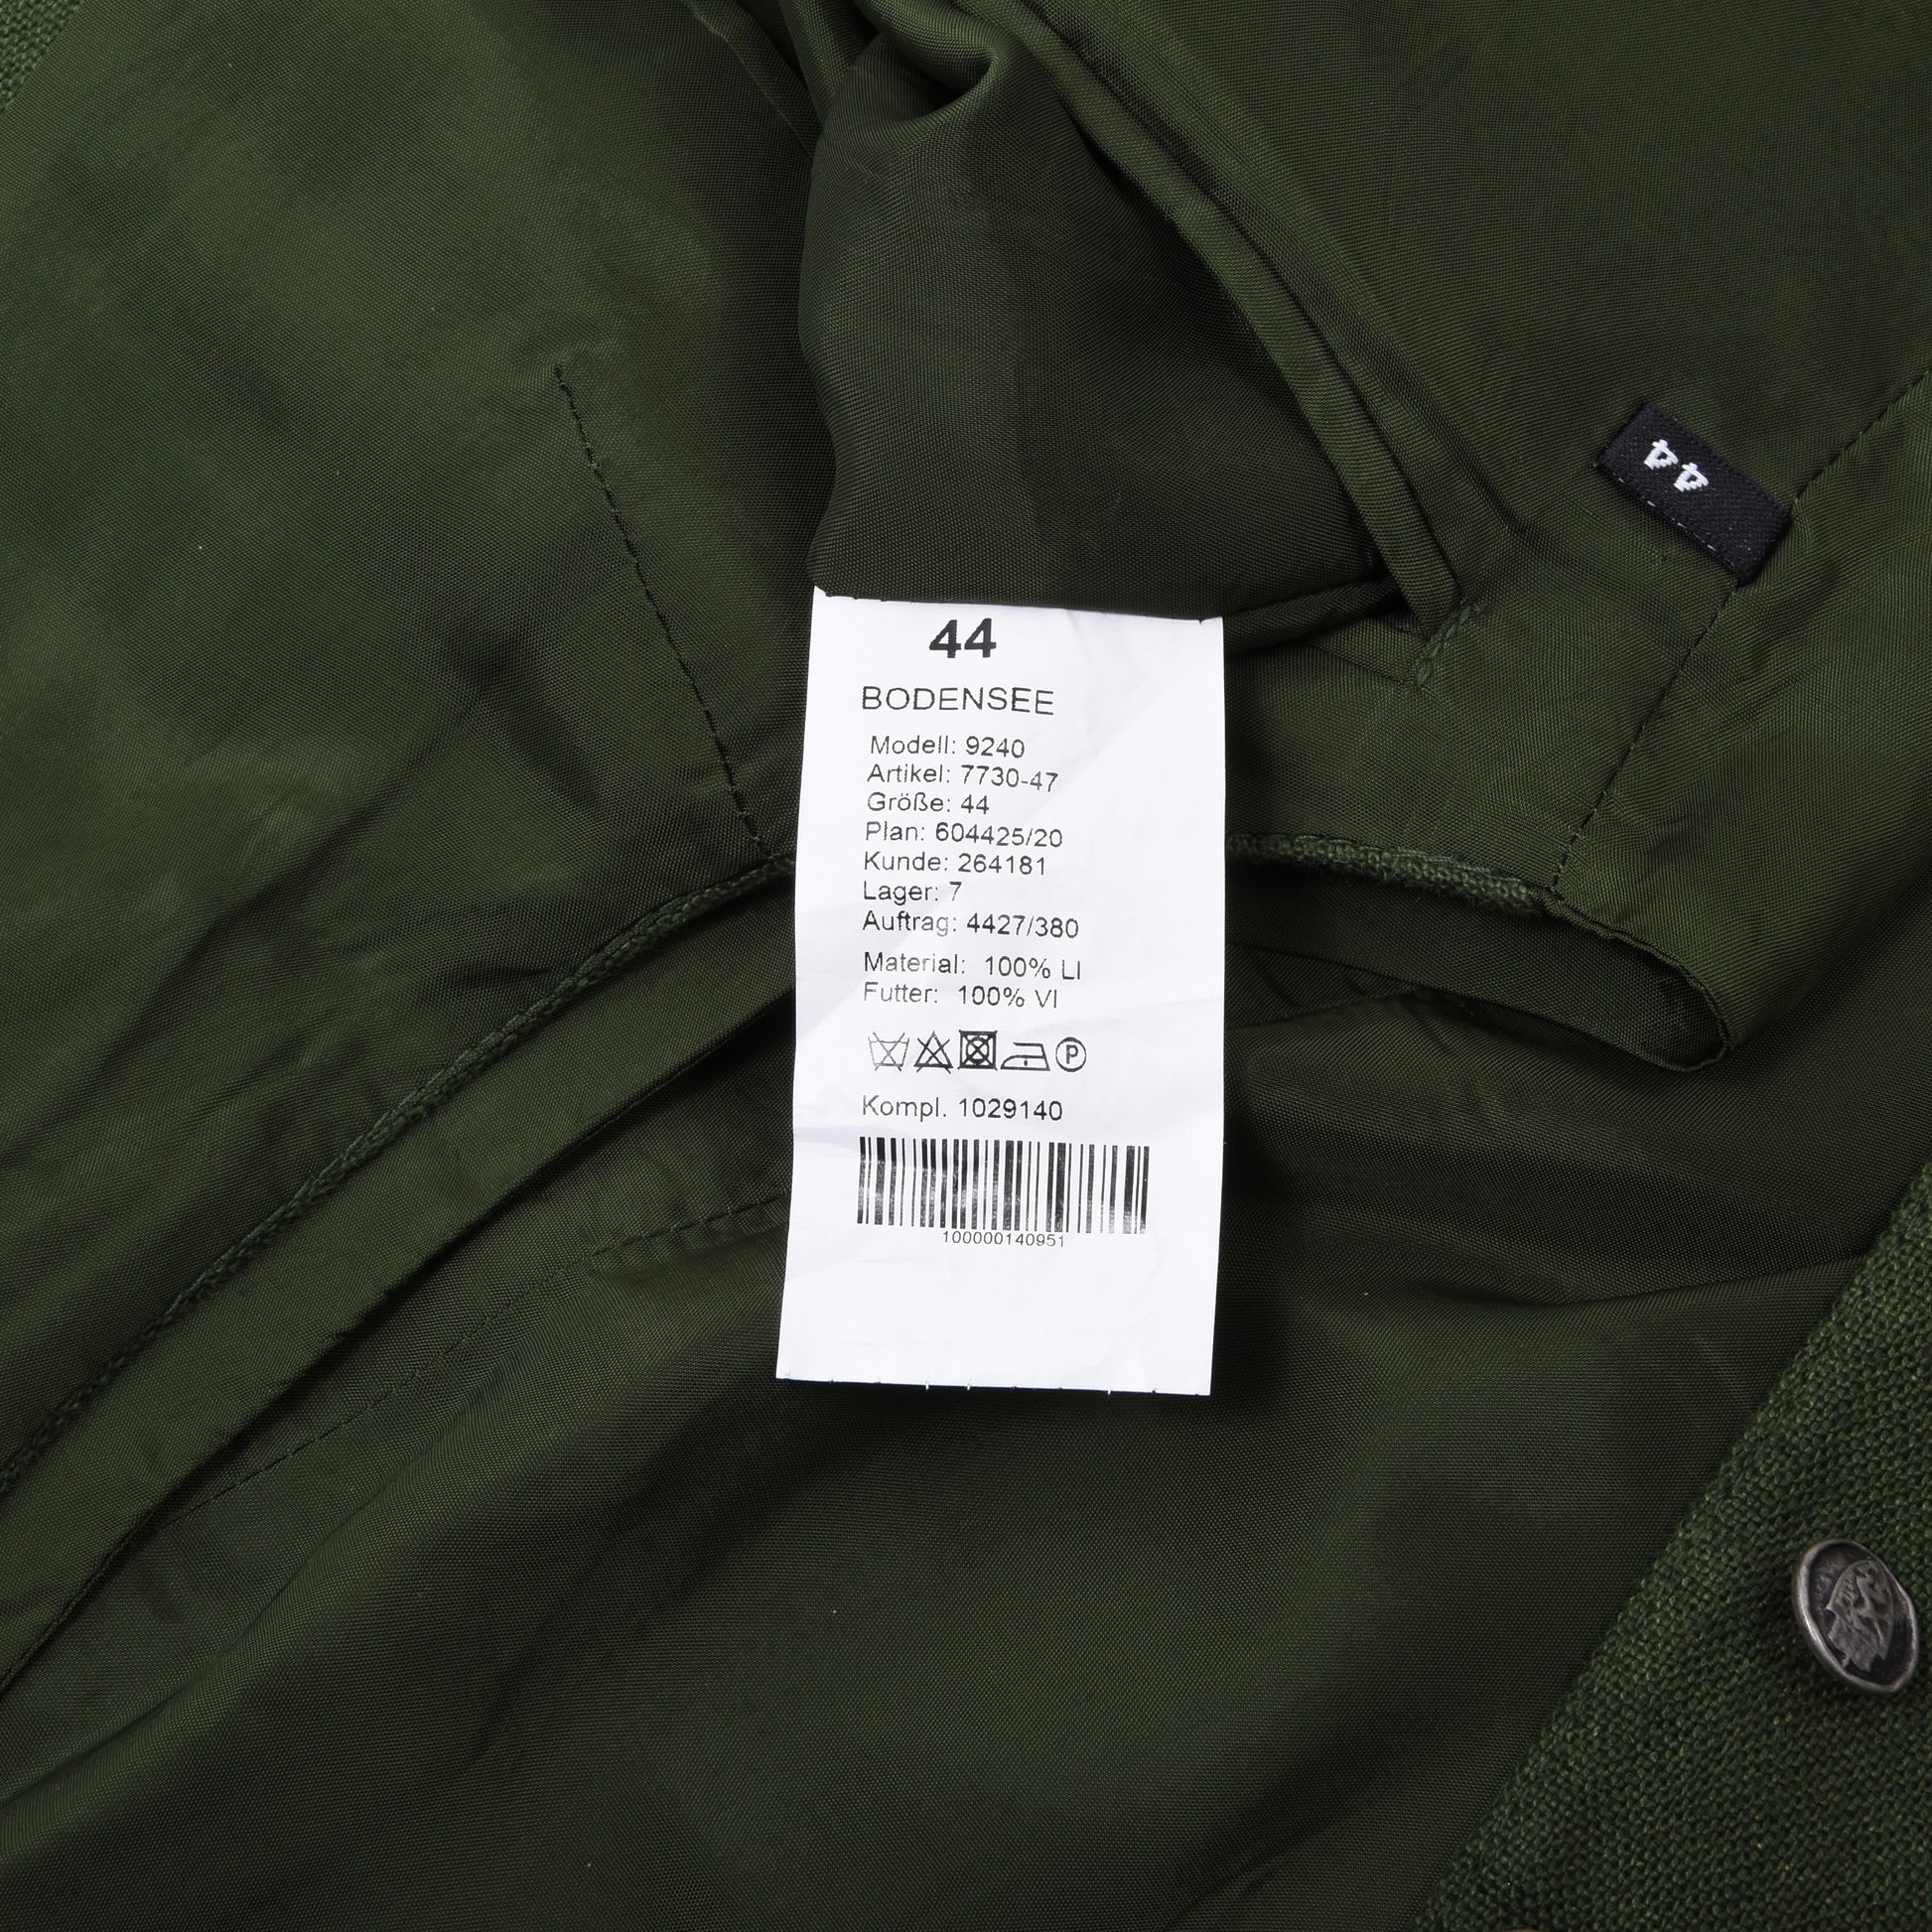 44
44
BODENSEE
Modell: 9240
Artikel: 7730-47
Größe: 44
Plan: 604425/20
Kunde: 264181
Lager: 7
Auftrag: 4427/380
Material: 100% LI
Futter: 100% VI
P
Kompl. 1029140
100000140951